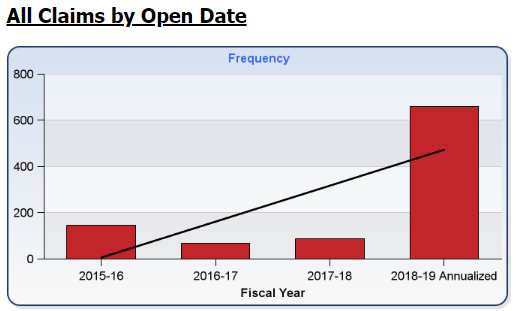 All Claims by Open Date
Frequency
800
600
400
200
0
2015-16 2016-17 2017-18 2018-19 Annualized
Fiscal Year